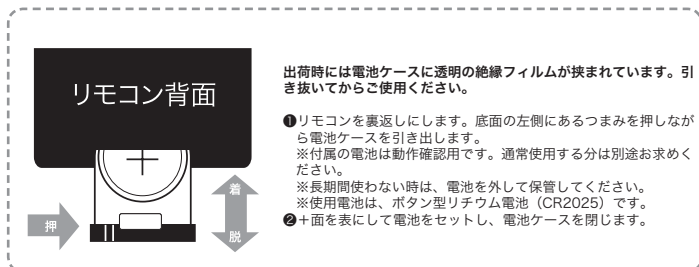 リモコン背面
押
着
脱
出荷時には電池ケースに透明の絶縁フィルムが挟まれています。引
き抜いてからご使用ください。
❶リモコンを裏返しにします。底面の左側にあるつまみを押しなが
ら電池ケースを引き出します。
※付属の電池は動作確認用です。通常使用する分は別途お求めく
ださい。
※長期間使わない時は、電池を外して保管してください。
※使用電池は、ボタン型リチウム電池（CR2025）です。
❷＋面を表にして電池をセットし、電池ケースを閉じます。